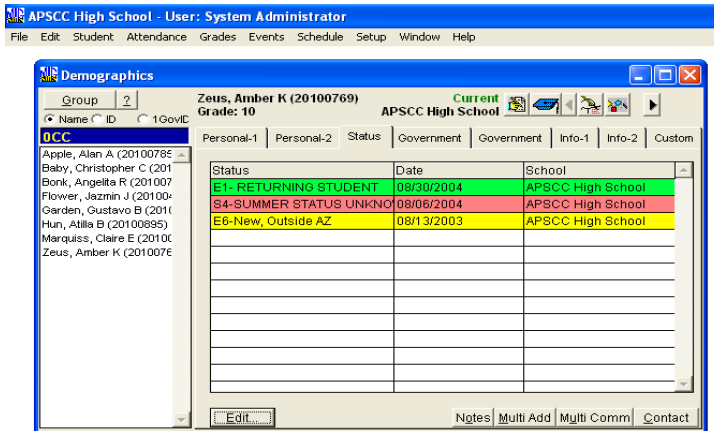 APSCC High School - User: System Administrator
File Edit Student Attendance Grades Events Schedule Setup Window Help
Demographics
Group ?
Name ID 1GovID
0CC
Apple, Alan A (2010078
Baby, Christopher C (201
Bonk, Angelita R (201007
Flower, Jazmin J (20100
Garden, Gustavo B (201
Hun, Atilla B (20100895)
Marquiss, Claire E (2010
Zeus, Amber K (201007
Zeus, Amber K (20100769) Current
Grade: 10 APSCC High School
Personal-1 Personal-2 Status Government Government Info-1 Info-2 Custom
Status Date School
E1- RETURNING STUDENT 08/30/2004 APSCC High School
S4-SUMMER STATUS UNKNO 08/06/2004 APSCC High School
E6-New, Outside AZ 08/13/2003 APSCC High School
Edit... Notes Multi Add Multi Comm Contact